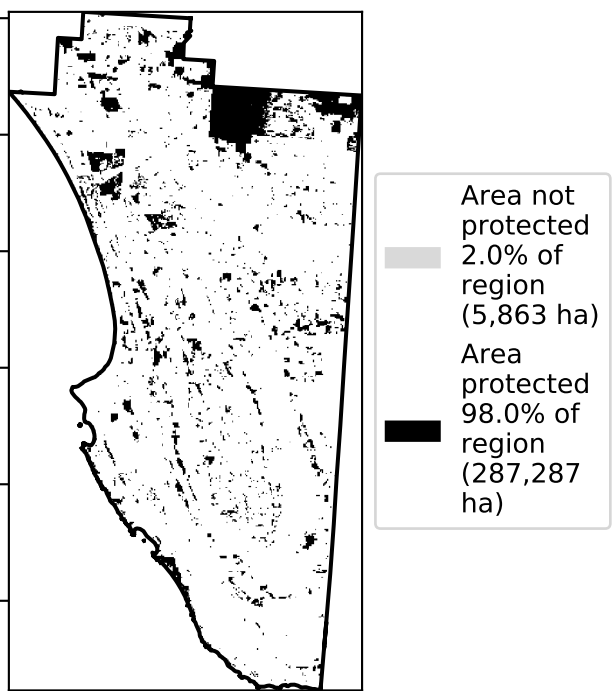 Area not
protected
2.0% of
region
(5,863 ha)
Area
protected
98.0% of
region
(287,287
ha)